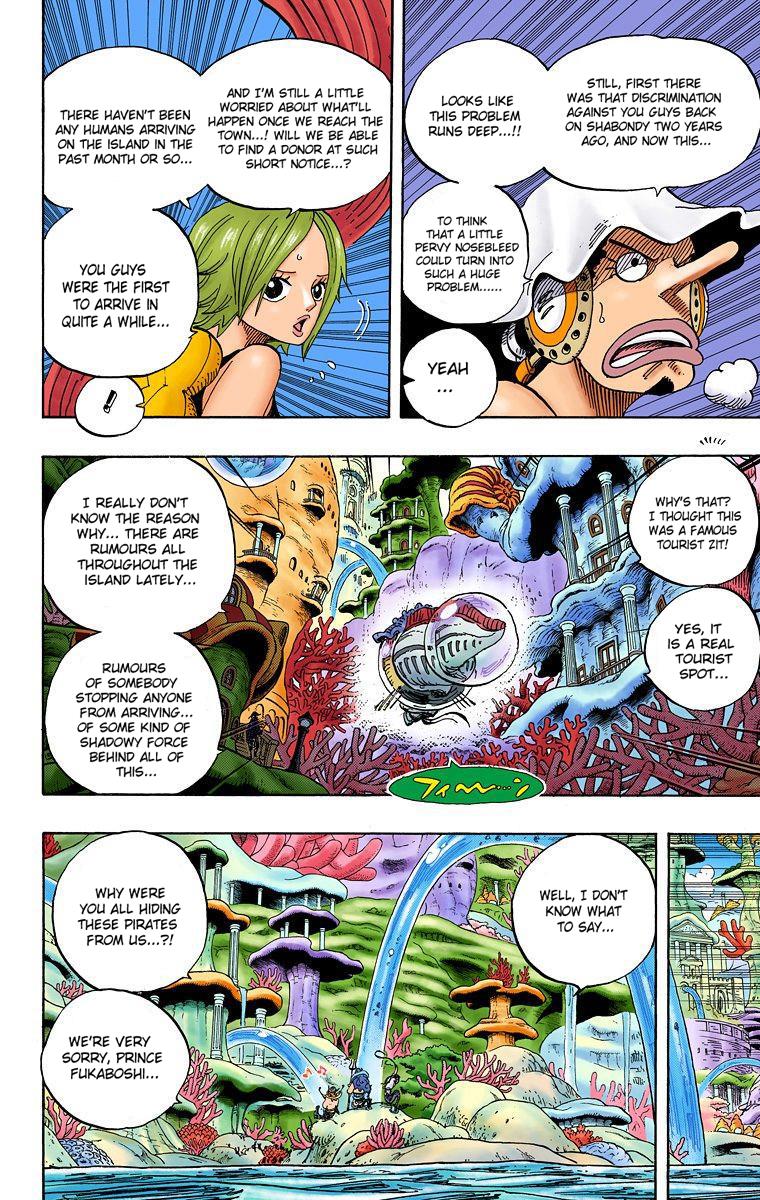 STILL, FIRST THERE
WAS THAT DISCRIMINATION
AGAINST YOU GUYS BACK
ON SHABONDY TWO YEARS
AGO, AND NOW THIS...
LOOKS LIKE
THIS PROBLEM
RUNS DEEP...!!
TO THINK
THAT A LITTLE
PERVY NOSEBLEED
COULD TURN INTO
SUCH A HUGE
PROBLEM......
YEAH
...
AND I'M STILL A LITTLE
WORRIED ABOUT WHAT'LL
HAPPEN ONCE WE REACH THE
TOWN...! WILL WE BE ABLE
TO FIND A DONOR AT SUCH
SHORT NOTICE...?
THERE HAVEN'T BEEN
ANY HUMANS ARRIVING
ON THE ISLAND IN THE
PAST MONTH OR SO...
YOU GUYS
WERE THE FIRST
TO ARRIVE IN
QUITE A WHILE...
!
WHY'S THAT?
I THOUGHT THIS
WAS A FAMOUS
TOURIST ZIT!
YES, IT
IS A REAL
TOURIST
SPOT...
I REALLY DON'T
KNOW THE REASON
WHY... THERE ARE
RUMOURS ALL
THROUGHOUT THE
ISLAND LATELY...
RUMOURS
OF SOMEBODY
STOPPING ANYONE
FROM ARRIVING...
OF SOME KIND OF
SHADOWY FORCE
BEHIND ALL OF
THIS...
フィーーン
WELL, I DON'T
KNOW WHAT
TO SAY...
WHY WERE
YOU ALL HIDING
THESE PIRATES
FROM US...?!
WE'RE VERY
SORRY, PRINCE
FUKABOSHI...